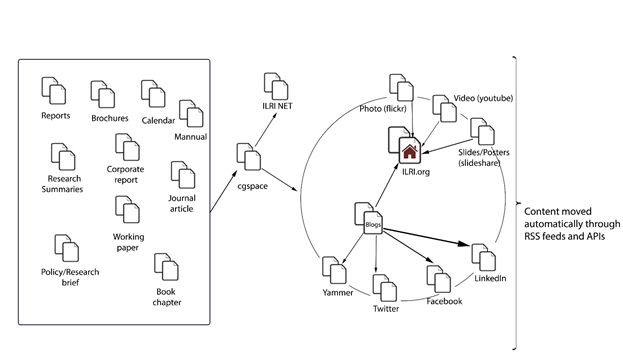 Reports
Brochures
Calendar
Mannual
Research
Summaries
Corporate
report
Journal
article
Working
paper
Policy/Research
brief
Book
chapter
ILRI NET
cgspace
Photo (flickr)
Video (youtube)
Slides/Posters
(slideshare)
ILRI.org
Blogs
Yammer
Twitter
Facebook
LinkedIn
Content moved
automatically through
RSS feeds and APIs